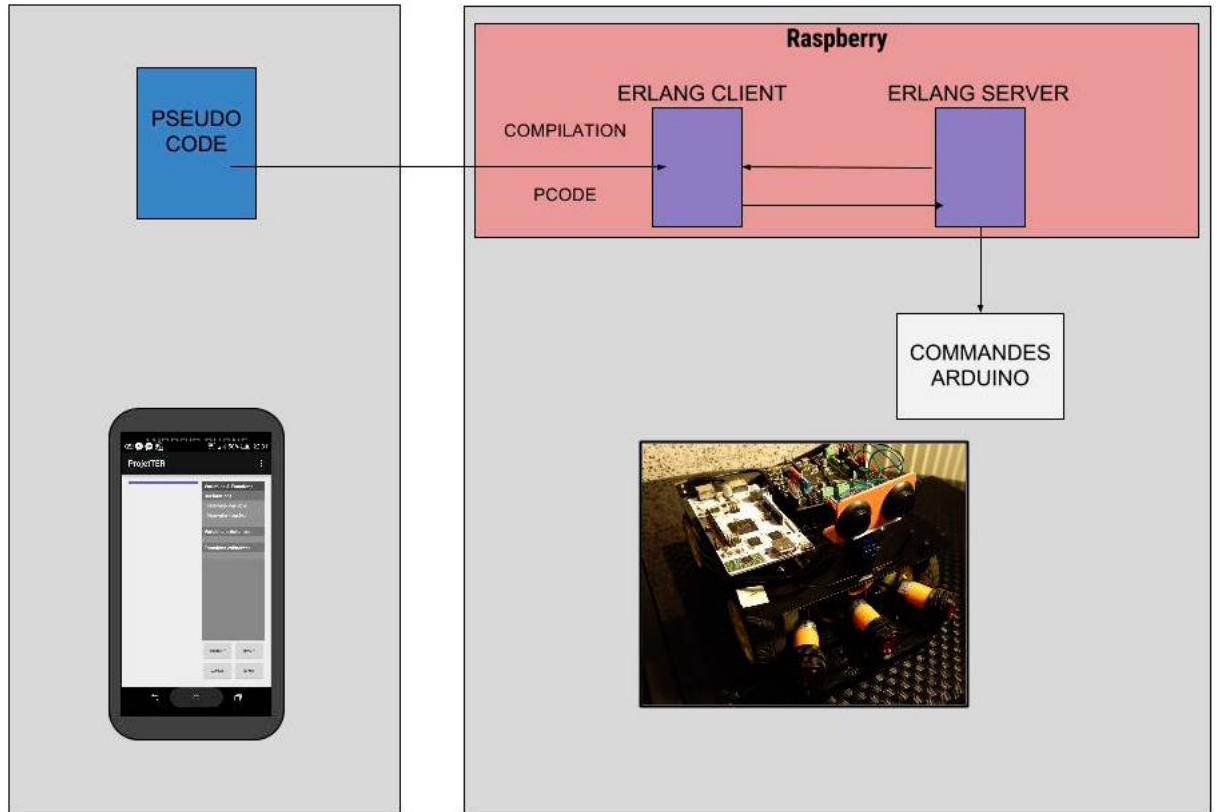 PSEUDO
CODE
Raspberry
ERLANG CLIENT
ERLANG SERVER
COMPILATION
PCODE
COMMANDES
ARDUINO
ProjetTER